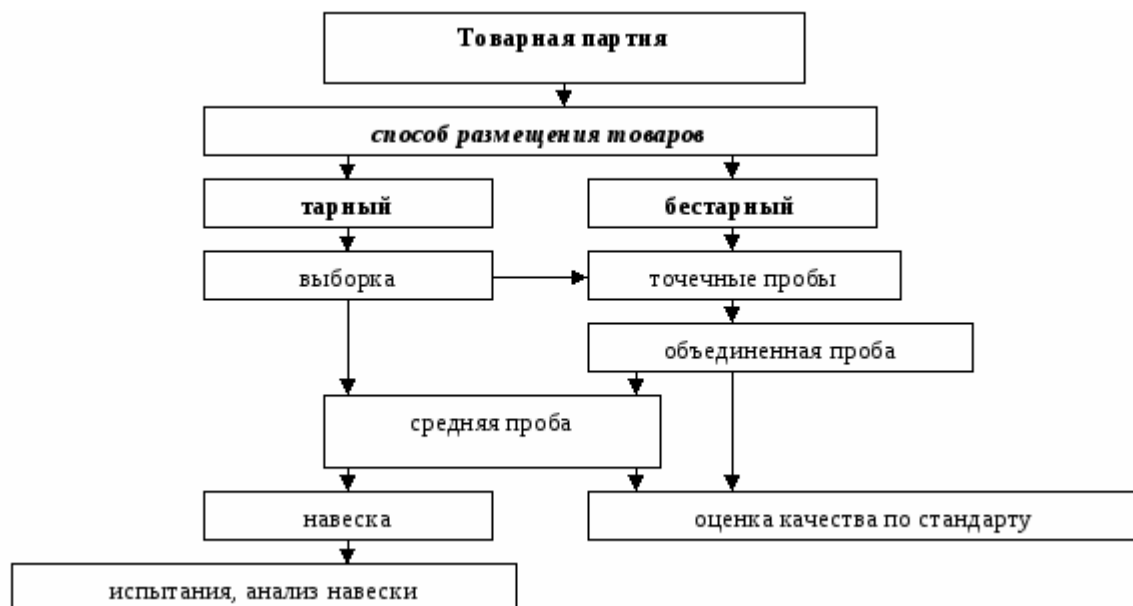 Товарная партия
способ размещения товаров
тарный
бестарный
выборка
точечные пробы
объединенная проба
средняя проба
навеска
оценка качества по стандарту
испытания, анализ навески